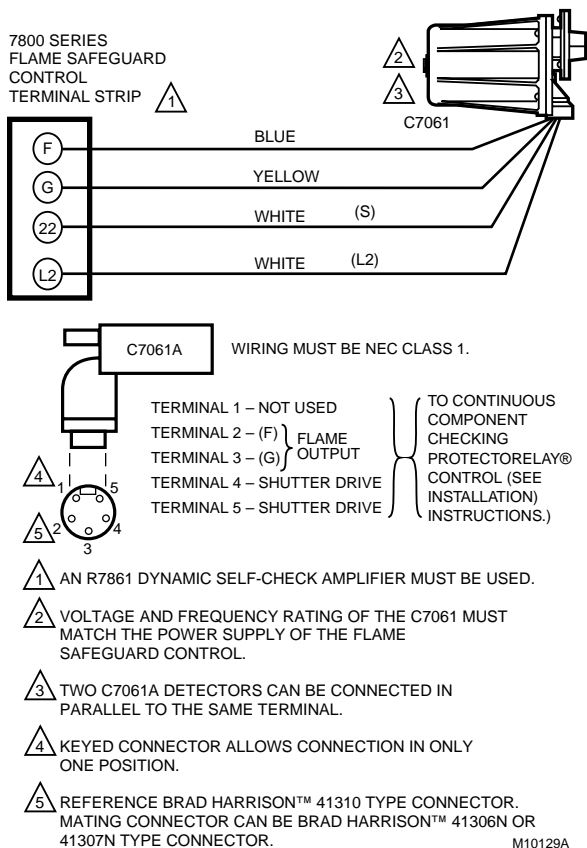 7800 SERIES
FLAME SAFEGUARD
CONTROL
TERMINAL STRIP
1
2
3
C7061
F
BLUE
G
YELLOW
22
WHITE (S)
L2
WHITE (L2)
C7061A
WIRING MUST BE NEC CLASS 1.
TERMINAL 1 – NOT USED
TERMINAL 2 – (F)
TERMINAL 3 – (G)
FLAME
OUTPUT
TERMINAL 4 – SHUTTER DRIVE
TERMINAL 5 – SHUTTER DRIVE
TO CONTINUOUS
COMPONENT
CHECKING
PROTECTORELAY®
CONTROL (SEE
INSTALLATION)
INSTRUCTIONS.)
4
5
1
5
2
4
3
1 AN R7861 DYNAMIC SELF-CHECK AMPLIFIER MUST BE USED.
2 VOLTAGE AND FREQUENCY RATING OF THE C7061 MUST
MATCH THE POWER SUPPLY OF THE FLAME
SAFEGUARD CONTROL.
3 TWO C7061A DETECTORS CAN BE CONNECTED IN
PARALLEL TO THE SAME TERMINAL.
4 KEYED CONNECTOR ALLOWS CONNECTION IN ONLY
ONE POSITION.
5 REFERENCE BRAD HARRISON™ 41310 TYPE CONNECTOR.
MATING CONNECTOR CAN BE BRAD HARRISON™ 41306N OR
41307N TYPE CONNECTOR.
M10129A